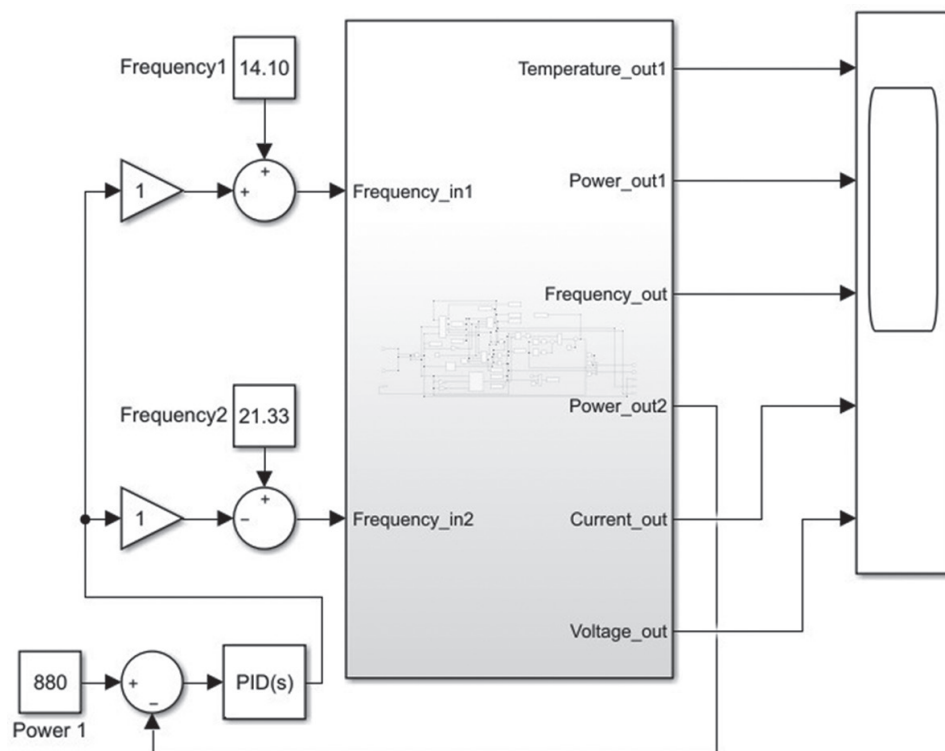 Frequency1
14.10
Temperature_out1
1
+
+
Frequency_in1
Power_out1
Frequency_out
Frequency2
21.33
Power_out2
1
+
−
Frequency_in2
Current_out
Voltage_out
880
+
−
PID(s)
Power 1